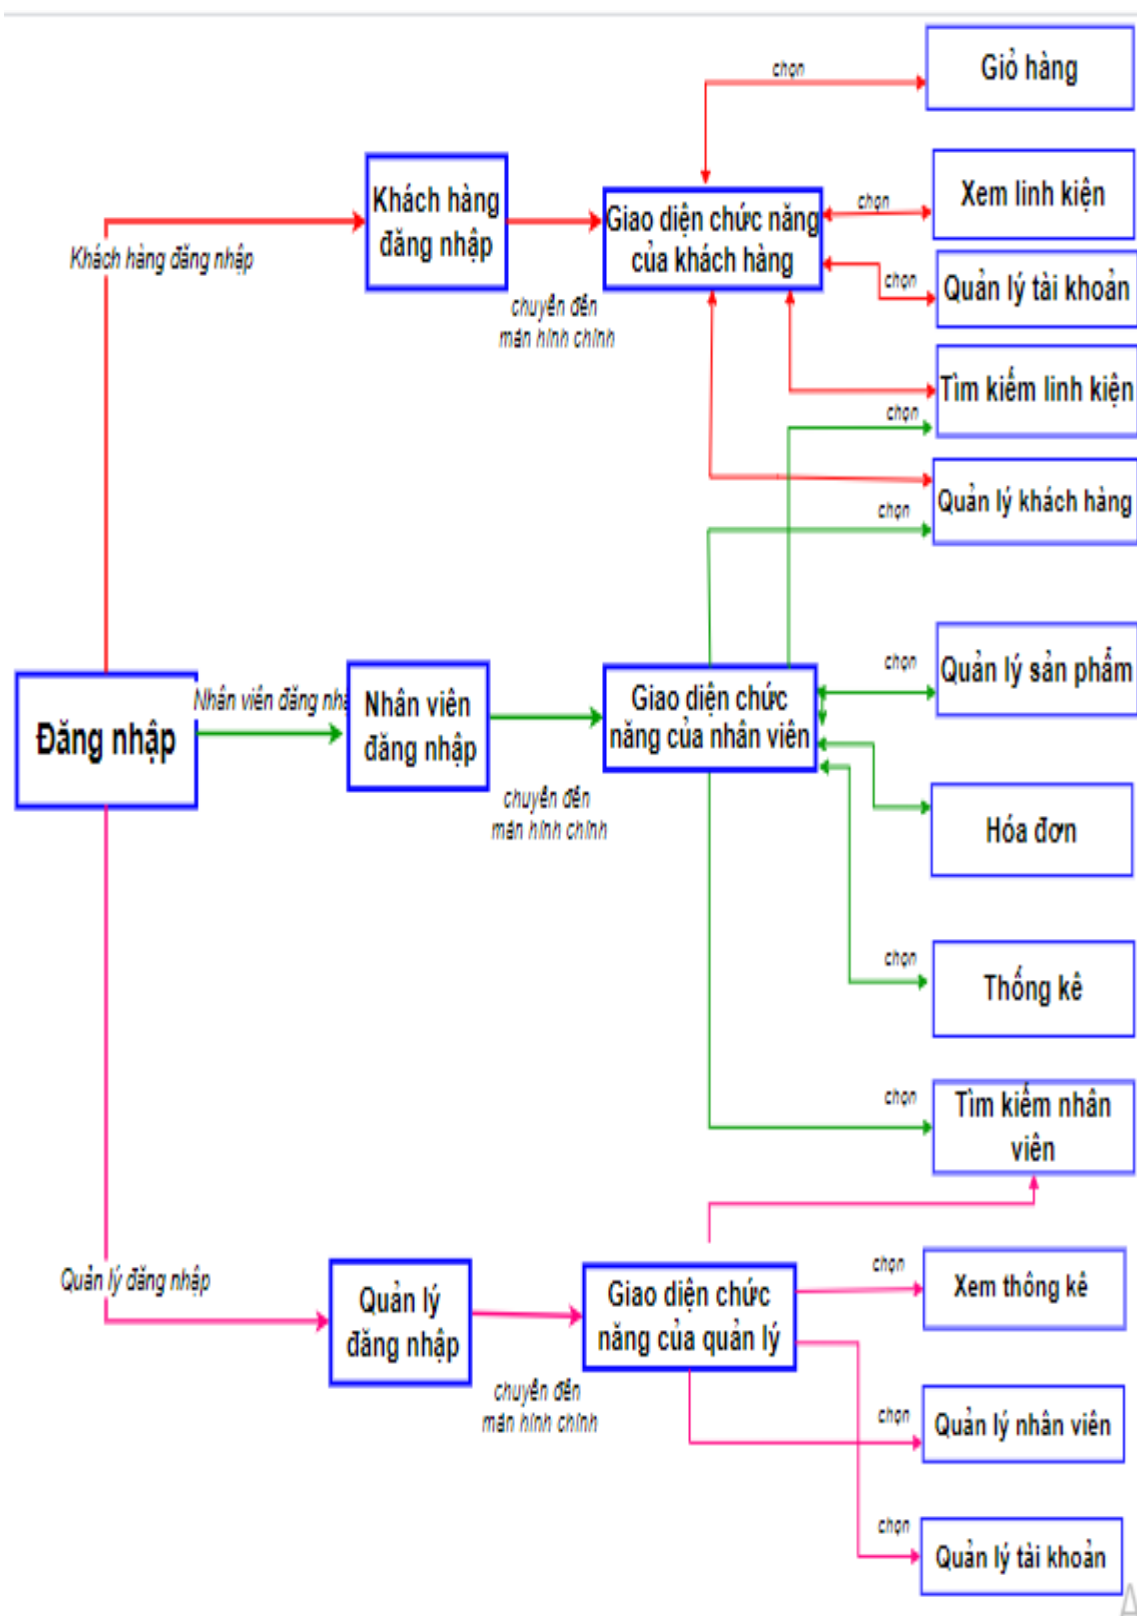 chọn
Giỏ hàng
Khách hàng
đăng nhập
Khách hàng đăng nhập
chuyển đến
màn hình chính
Giao diện chức năng
của khách hàng
chọn
Xem linh kiện
chọn
Quản lý tài khoản
Tìm kiếm linh kiện
chọn
Quản lý khách hàng
chọn
Đăng nhập
Nhân viên đăng nhậ
Nhân viên
đăng nhập
chuyển đến
màn hình chính
Giao diện chức
năng của nhân viên
chọn
Quản lý sản phẩm
Hóa đơn
chọn
Thống kê
chọn
Tìm kiếm nhân
viên
Quản lý đăng nhập
Quản lý
đăng nhập
chuyển đến
màn hình chính
Giao diện chức
năng của quản lý
chọn
Xem thông kê
chọn
Quản lý nhân viên
chọn
Quản lý tài khoản